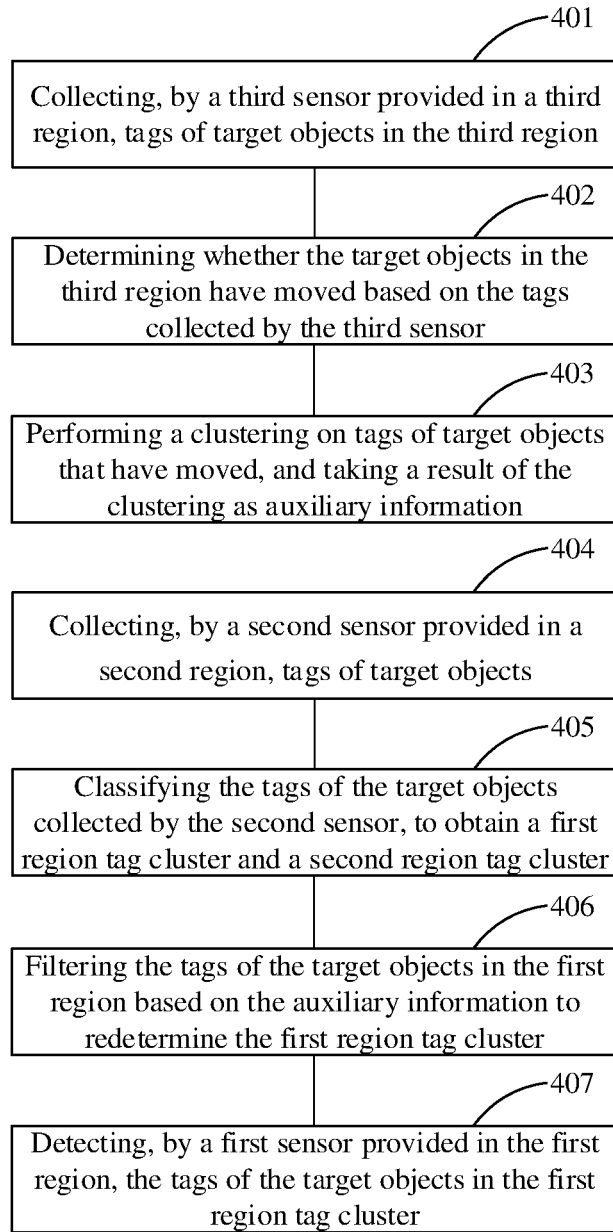 401
Collecting, by a third sensor provided in a third
region, tags of target objects in the third region
402
Determining whether the target objects in the
third region have moved based on the tags
collected by the third sensor
403
Performing a clustering on tags of target objects
that have moved, and taking a result of the
clustering as auxiliary information
404
Collecting, by a second sensor provided in a
second region, tags of target objects
405
Classifying the tags of the target objects
collected by the second sensor, to obtain a first
region tag cluster and a second region tag cluster
406
Filtering the tags of the target objects in the first
region based on the auxiliary information to
redetermine the first region tag cluster
407
Detecting, by a first sensor provided in the first
region, the tags of the target objects in the first
region tag cluster